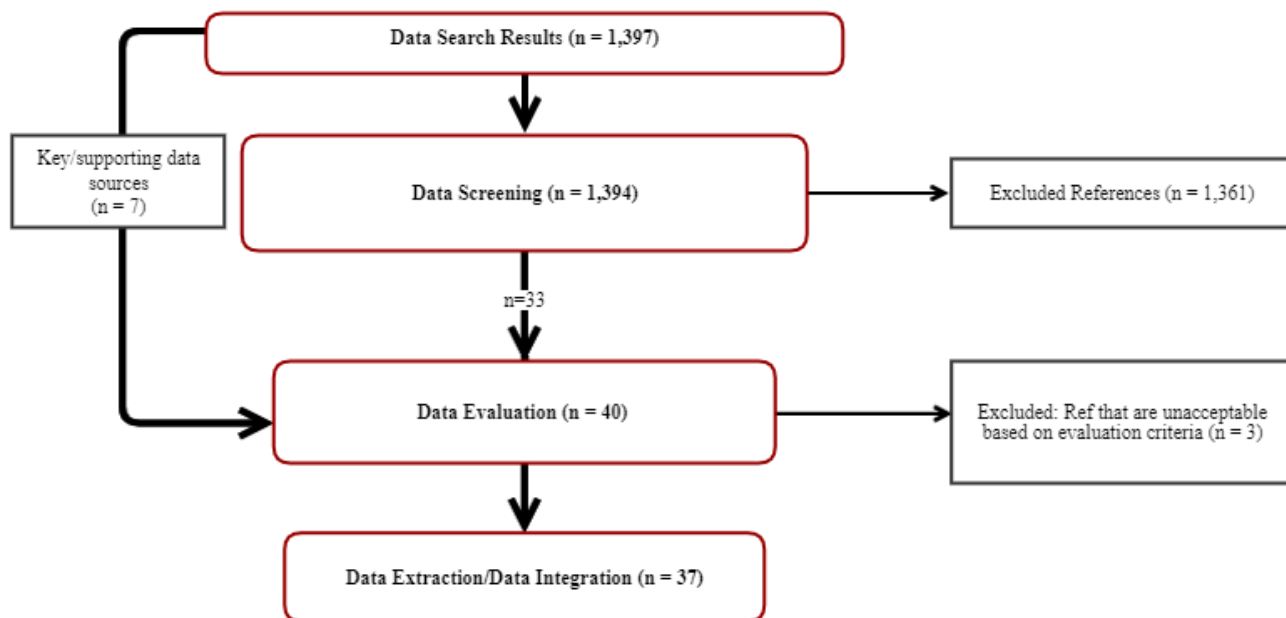 Data Search Results (n = 1,397)
Key/supporting data
sources
(n = 7)
Data Screening (n = 1,394)
Excluded References (n = 1,361)
n=33
Data Evaluation (n = 40)
Excluded: Ref that are unacceptable
based on evaluation criteria (n = 3)
Data Extraction/Data Integration (n = 37)